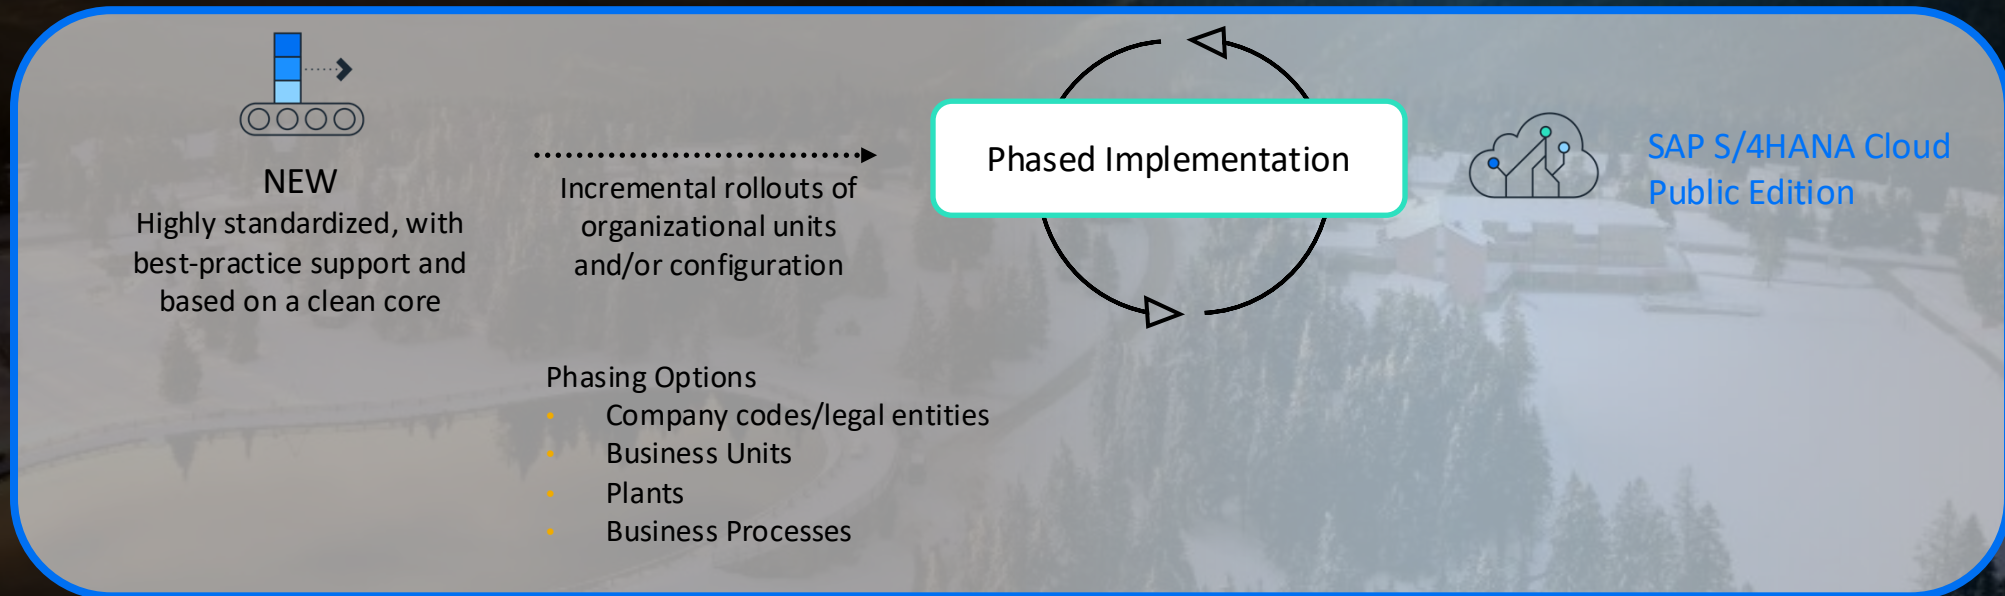 NEW
Highly standardized, with
best-practice support and
based on a clean core
Incremental rollouts of
organizational units
and/or configuration
Phased Implementation
SAP S/4HANA Cloud
Public Edition
Phasing Options
• Company codes/legal entities
• Business Units
• Plants
• Business Processes